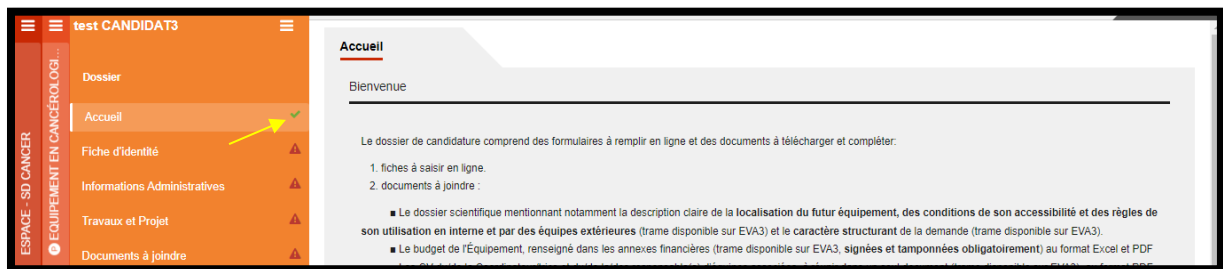 test CANDIDAT3
ESPACE - SD CANCER
EQUIPEMENT EN CANCÉROLOGI...
Dossier
Accueil
Fiche d'identité
Informations Administratives
Travaux et Projet
Documents à joindre
Accueil
Bienvenue
Le dossier de candidature comprend des formulaires à remplir en ligne et des documents à télécharger et compléter:
1. fiches à saisir en ligne.
2. documents à joindre :
■ Le dossier scientifique mentionnant notamment la description claire de la localisation du futur équipement, des conditions de son accessibilité et des règles de
son utilisation en interne et par des équipes extérieures (trame disponible sur EVA3) et le caractère structurant de la demande (trame disponible sur EVA3).
■ Le budget de l'Équipement, renseigné dans les annexes financières (trame disponible sur EVA3, signées et tamponnées obligatoirement) au format Excel et PDF